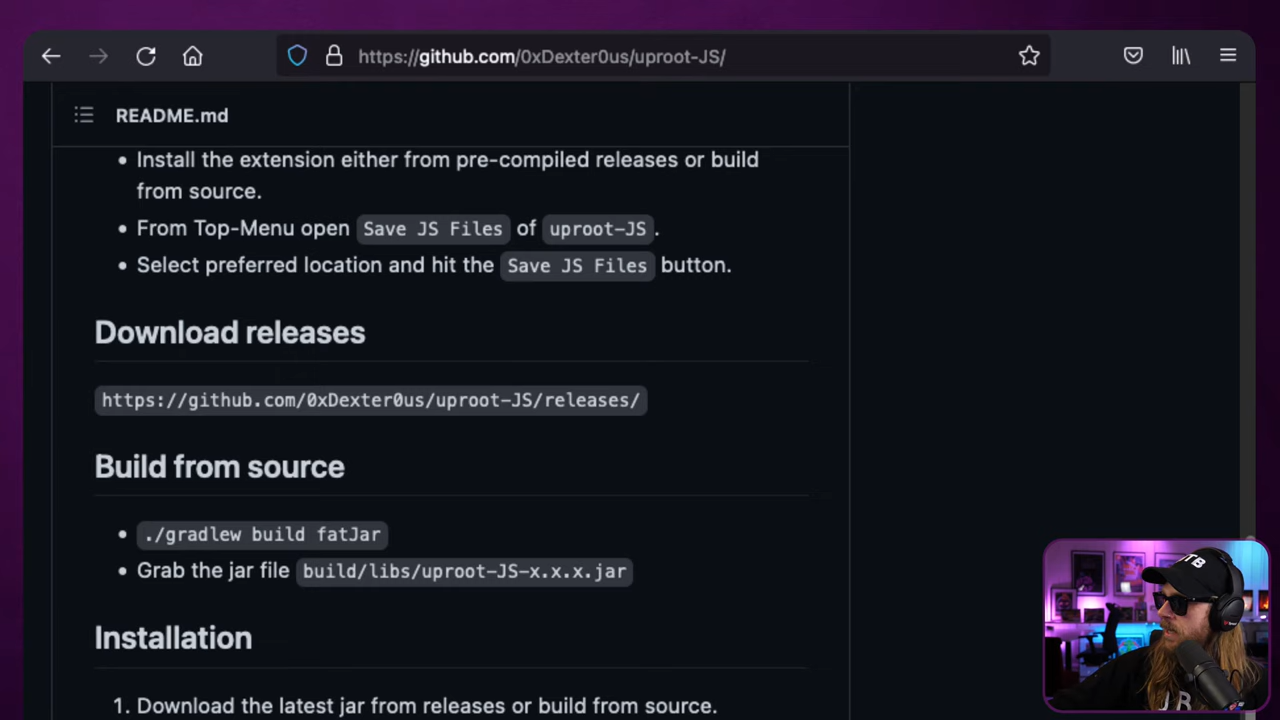 https://github.com/0xDexter0us/uproot-JS/
README.md
• Install the extension either from pre-compiled releases or build
from source.
• From Top-Menu open Save JS Files of uproot-JS.
• Select preferred location and hit the Save JS Files button.
Download releases
https://github.com/0xDexter0us/uproot-JS/releases/
Build from source
• ./gradlew build fatJar
• Grab the jar file build/libs/uproot-JS-x.x.x.jar
Installation
1. Download the latest jar from releases or build from source.